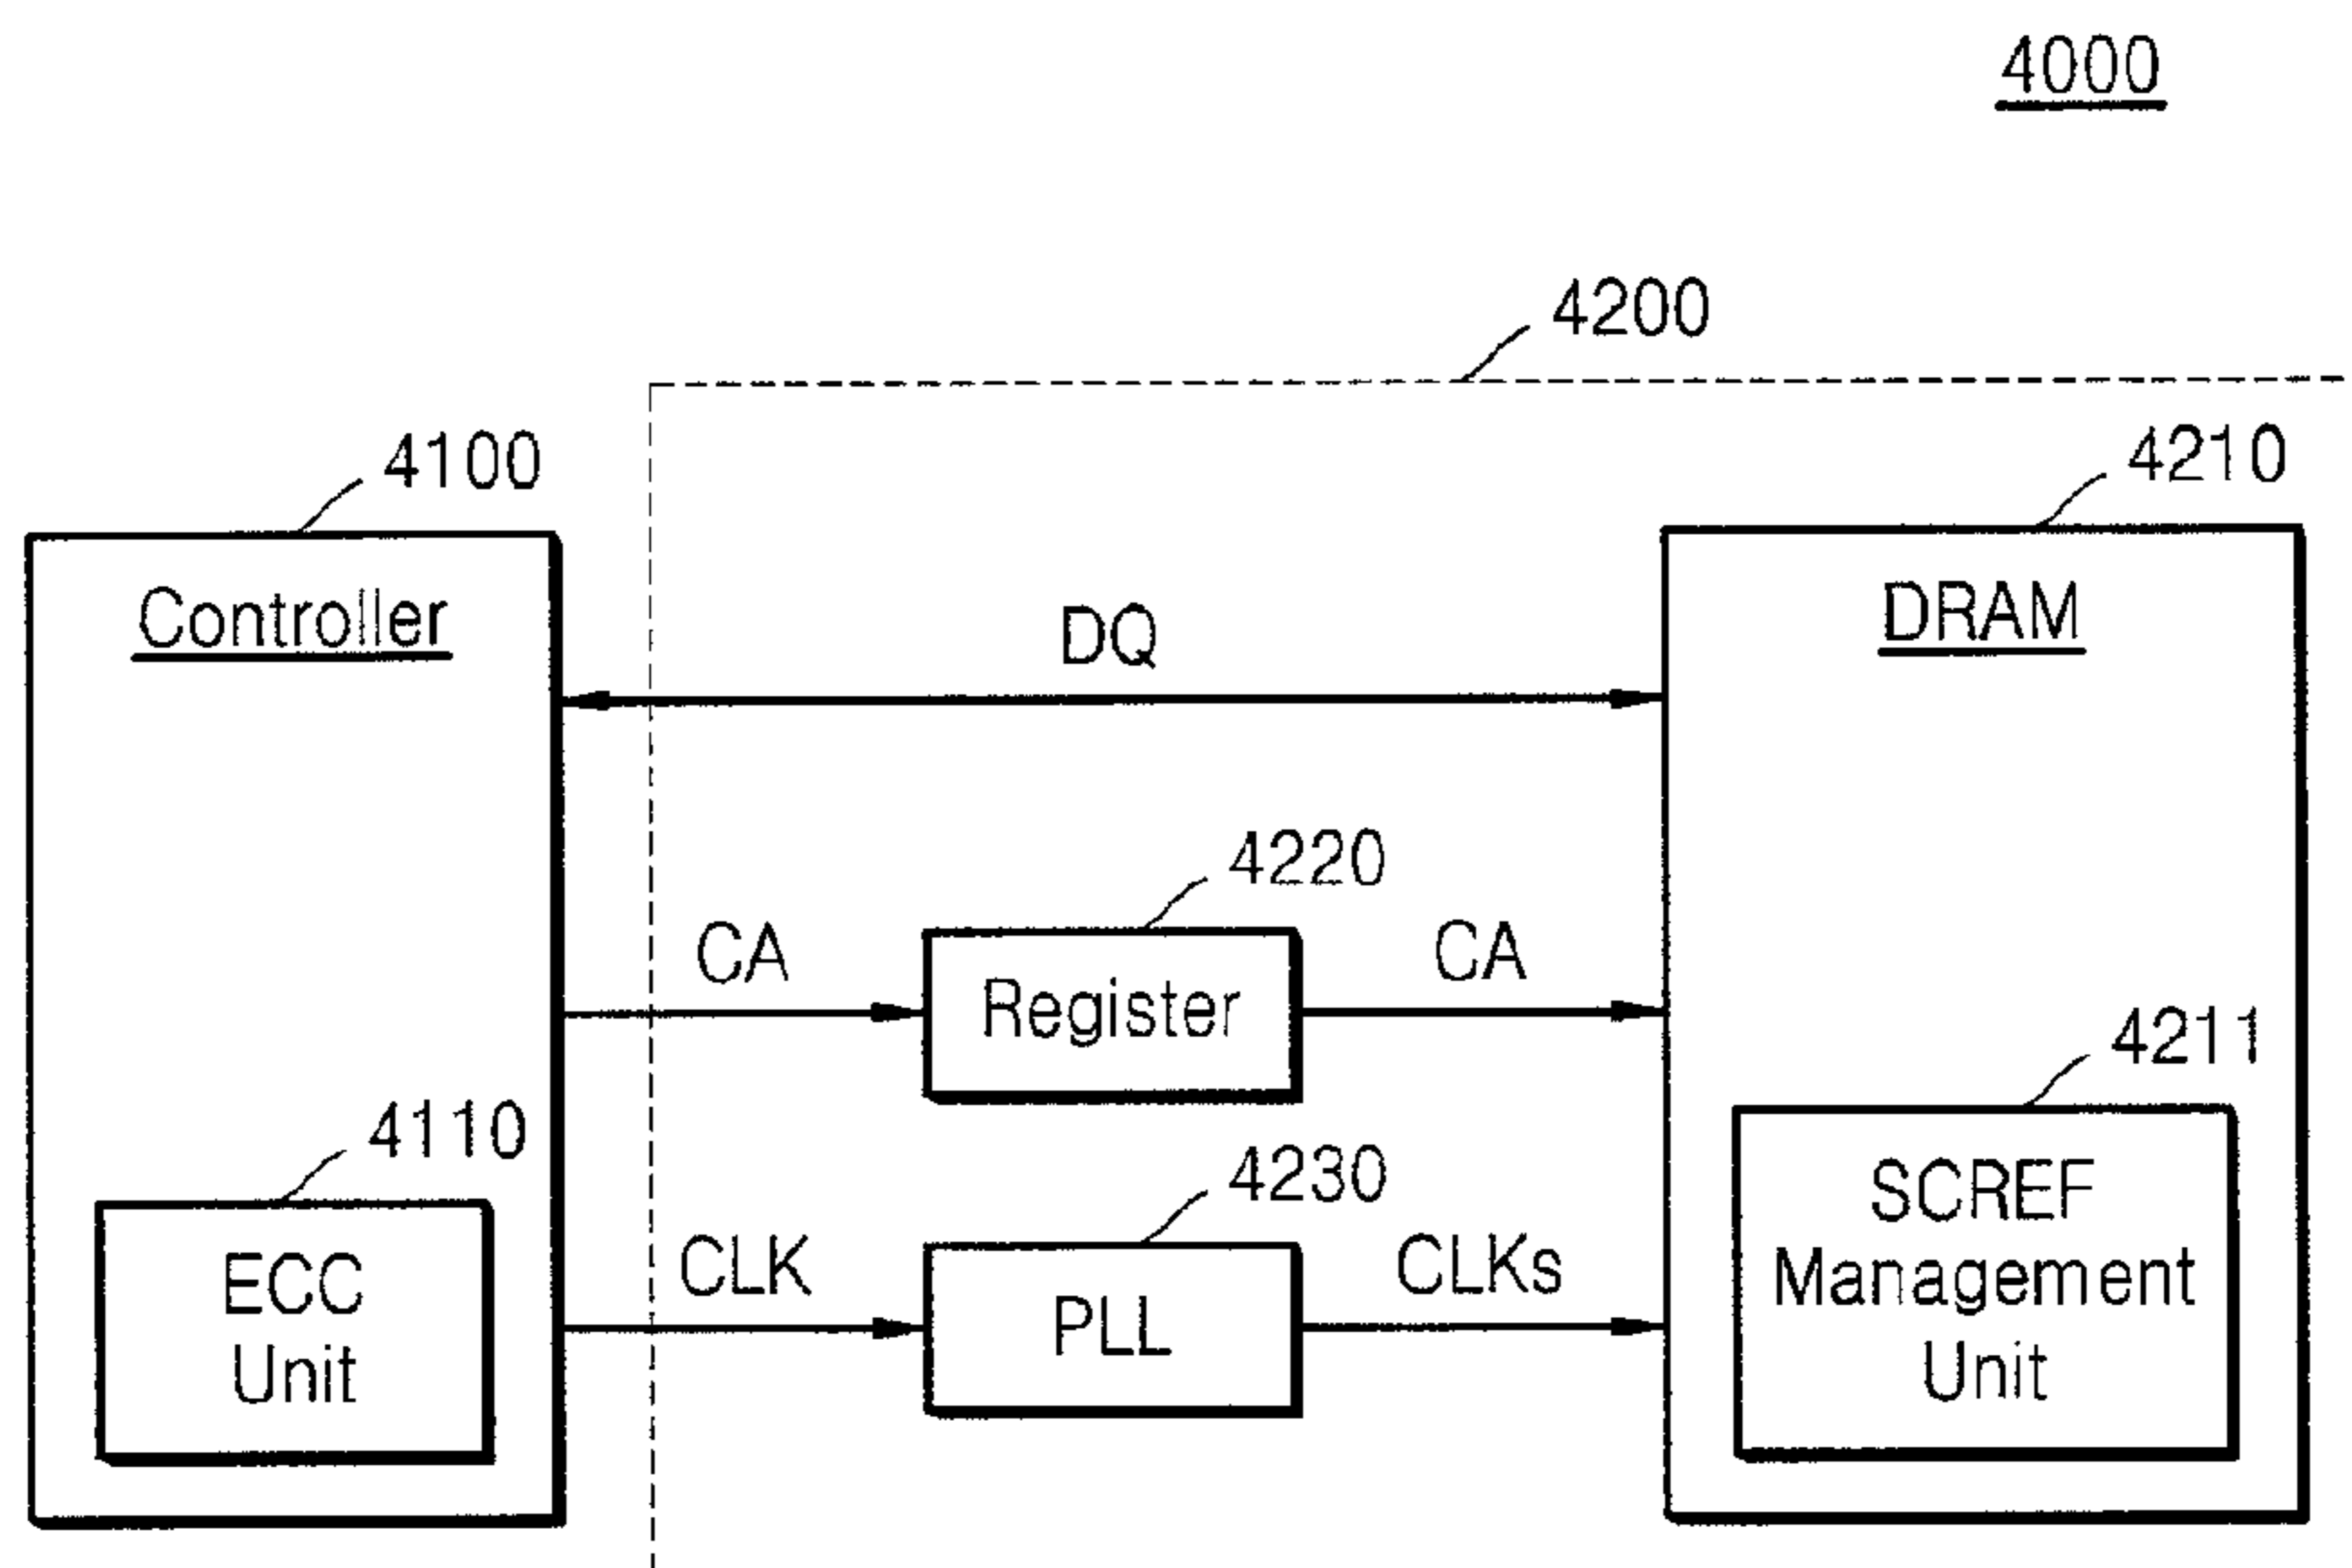 4000
4200
4100
4210
Controller
DRAM
DQ
4220
CA
Register
CA
4211
4110
4230
ECC
Unit
CLK
PLL
CLKs
SCREF
Management
Unit